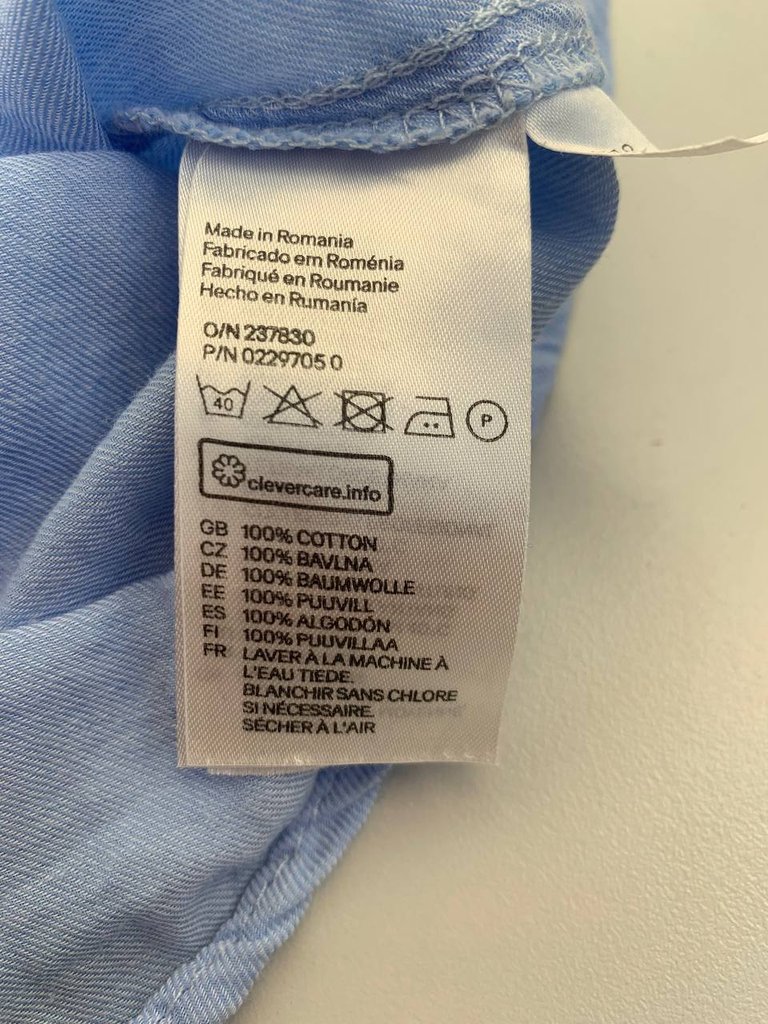 Made in Romania
Fabricado em Roménia
Fabriqué en Roumanie
Hecho en Rumanía
O/N 237830
P/N 0229705 0
40
P
clevercare.info
GB 100% COTTON
CZ 100% BAVLNA
DE 100% BAUMWOLLE
EE 100% PUUVILL
ES 100% ALGODÓN
FI 100% PUUVILLAA
FR LAVER À LA MACHINE À
L'EAU TIEDE.
BLANCHIR SANS CHLORE
SI NÉCESSAIRE.
SÉCHER À L'AIR